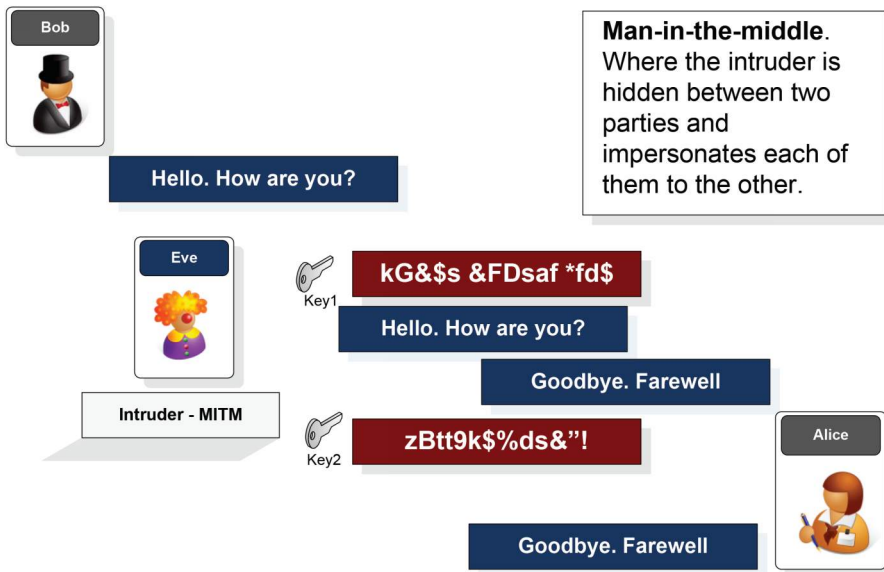 Bob
Man-in-the-middle.
Where the intruder is
hidden between two
parties and
impersonates each of
them to the other.
Hello. How are you?
Eve
kG&$s &FDsaf *fd$
Key1
Hello. How are you?
Goodbye. Farewell
Intruder - MITM
zBtt9k$%ds&”!
Key2
Alice
Goodbye. Farewell